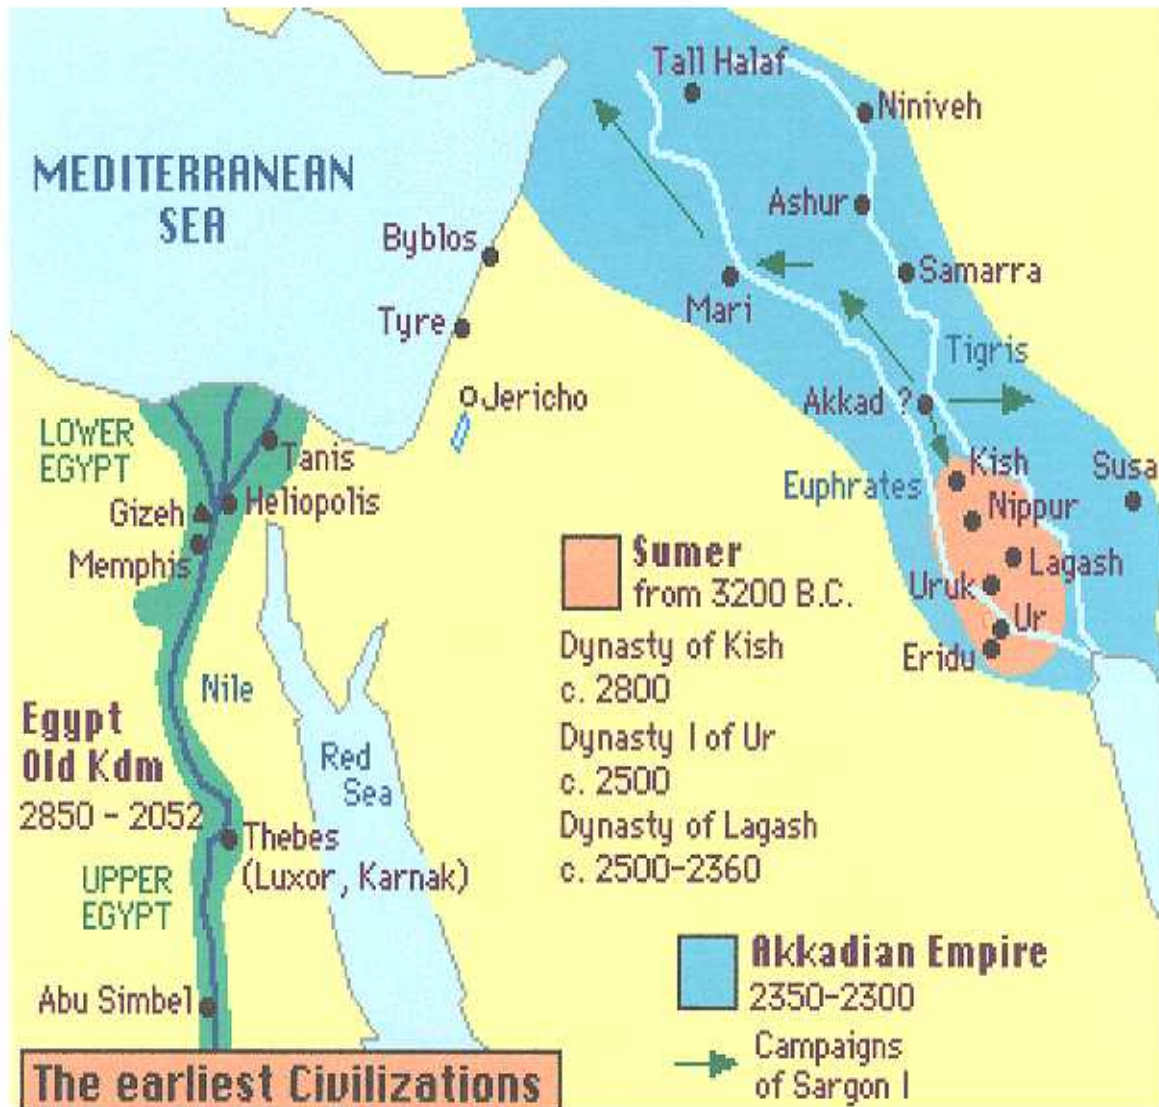 Tall Halaf
Niniveh
MEDITERRANEAN
SEA
Ashur
Byblos
Samarra
Mari
Tyre
Tigris
Jericho
Akkad ?
LOWER
EGYPT
Tanis
Kish
Susa
Euphrates
Heliopolis
Nippur
Gizeh
Memphis
Lagash
Uruk
Ur
Eridu
Sumer
from 3200 B.C.
Dynasty of Kish
c. 2800
Dynasty I of Ur
c. 2500
Dynasty of Lagash
c. 2500-2360
Nile
Egypt
Old Kdm
2850 - 2052
Red
Sea
Thebes
(Luxor, Karnak)
UPPER
EGYPT
Abu Simbel
Akkadian Empire
2350-2300
Campaigns
of Sargon I
The earliest Civilizations